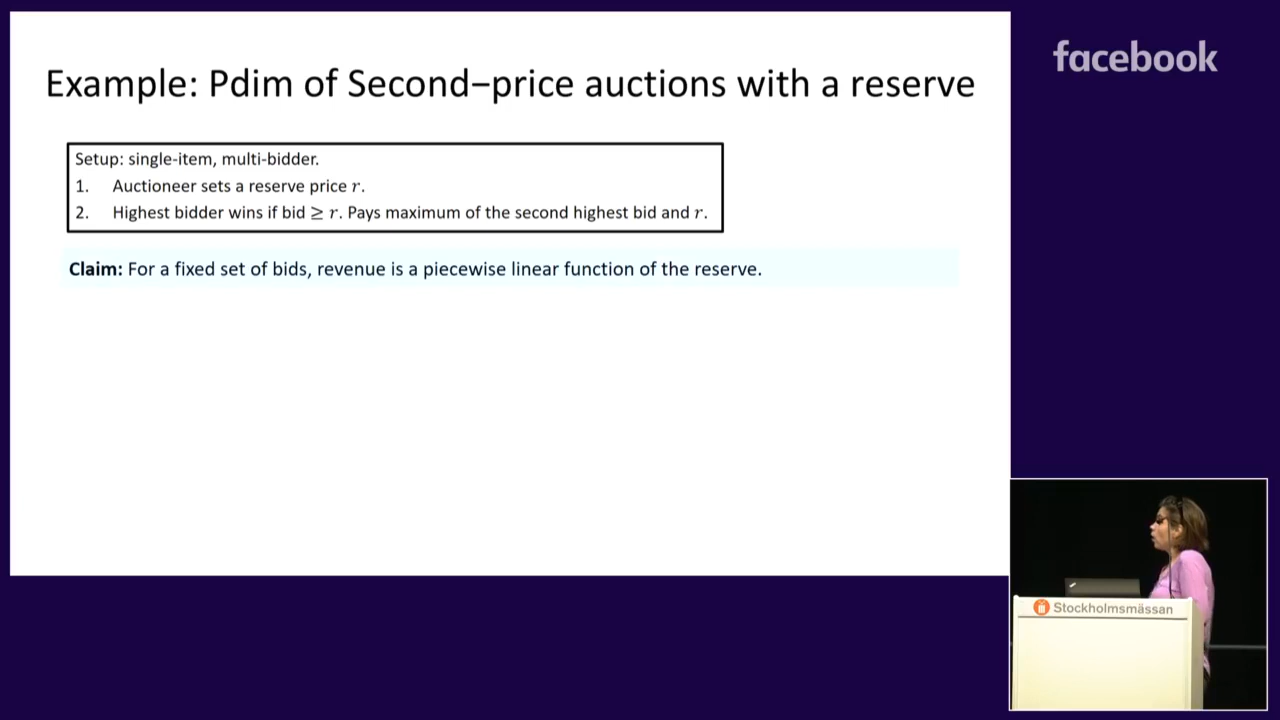 facebook
Example: Pdim of Second−price auctions with a reserve
Setup: single-item, multi-bidder.
1. Auctioneer sets a reserve price r.
2. Highest bidder wins if bid ≥ r. Pays maximum of the second highest bid and r.
Claim: For a fixed set of bids, revenue is a piecewise linear function of the reserve.
Stockholmsmässan